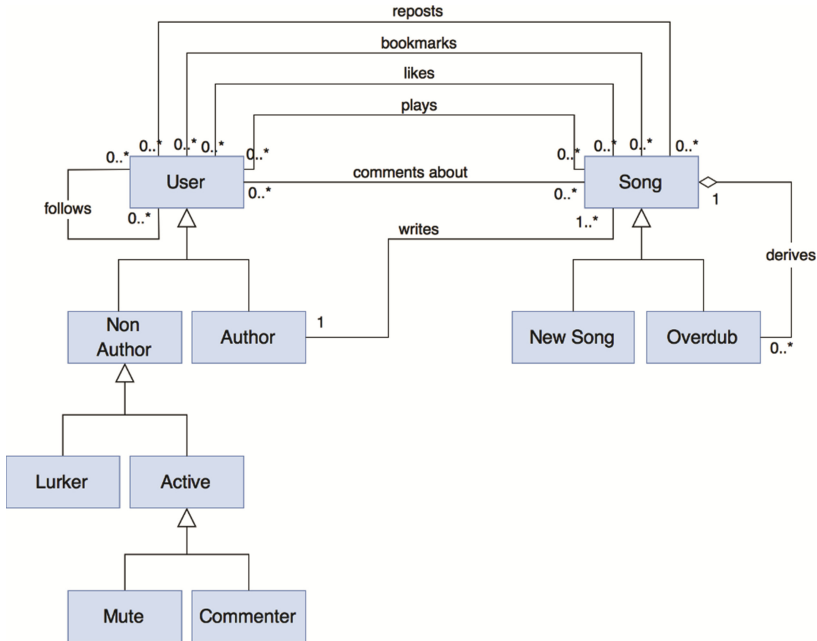 reposts
bookmarks
likes
plays
0..*
0..*
0..*
0..*
0..*
0..*
0..*
0..*
0..*
User
comments about
Song
follows
0..*
0..*
0..*
1
0..*
1..*
writes
derives
Non
Author
Author
1
New Song
Overdub
0..*
Lurker
Active
Mute
Commenter